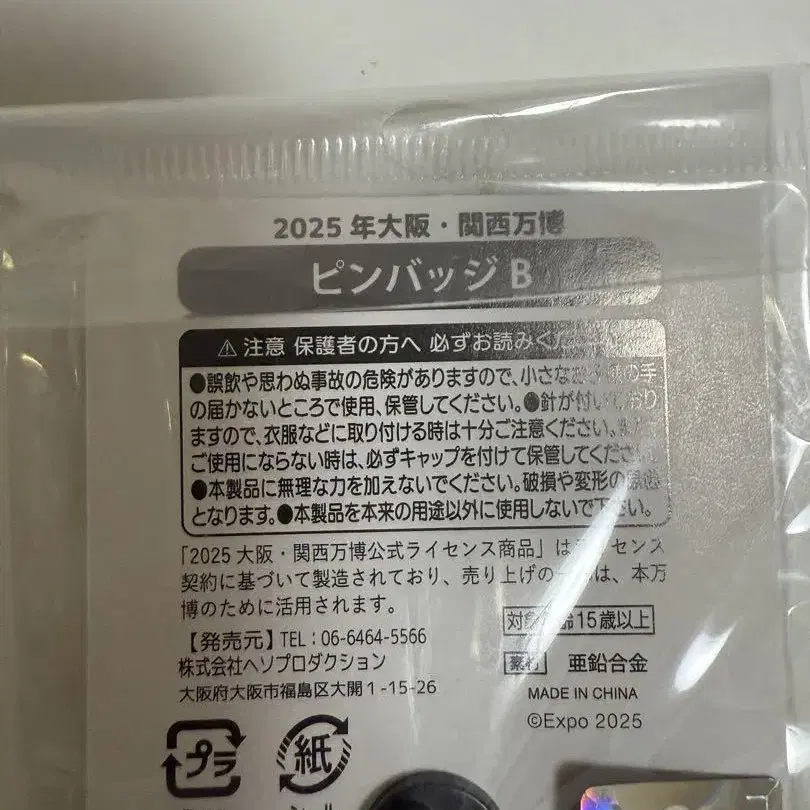 2025年大阪・関西万博
ピンバッジB
⚠注意 保護者の方へ 必ずお読みく
●誤飲や思わぬ事故の危険がありますので、小さな の手
の届かないところで使用、保管してください。●針が付いており
ますので、衣服などに取り付ける時は十分ご注意ください。
ご使用にならない時は、必ずキャップを付けて保管してくださ
●本製品に無理な力を加えないでください。破損や変形の原因
となります。●本製品を本来の用途以外に使用しないで下さい。
「2025大阪・関西万博公式ライセンス商品」はライセンス
契約に基づいて製造されており、売り上げの一部は、本万
博のために活用されます。
対象年齢15歳以上
【発売元】TEL:06-6464-5566
株式会社ヘソプロダクション
素材 亜鉛合金
大阪府大阪市福島区大開1-15-26
MADE IN CHINA
©Expo 2025
プラ
紙